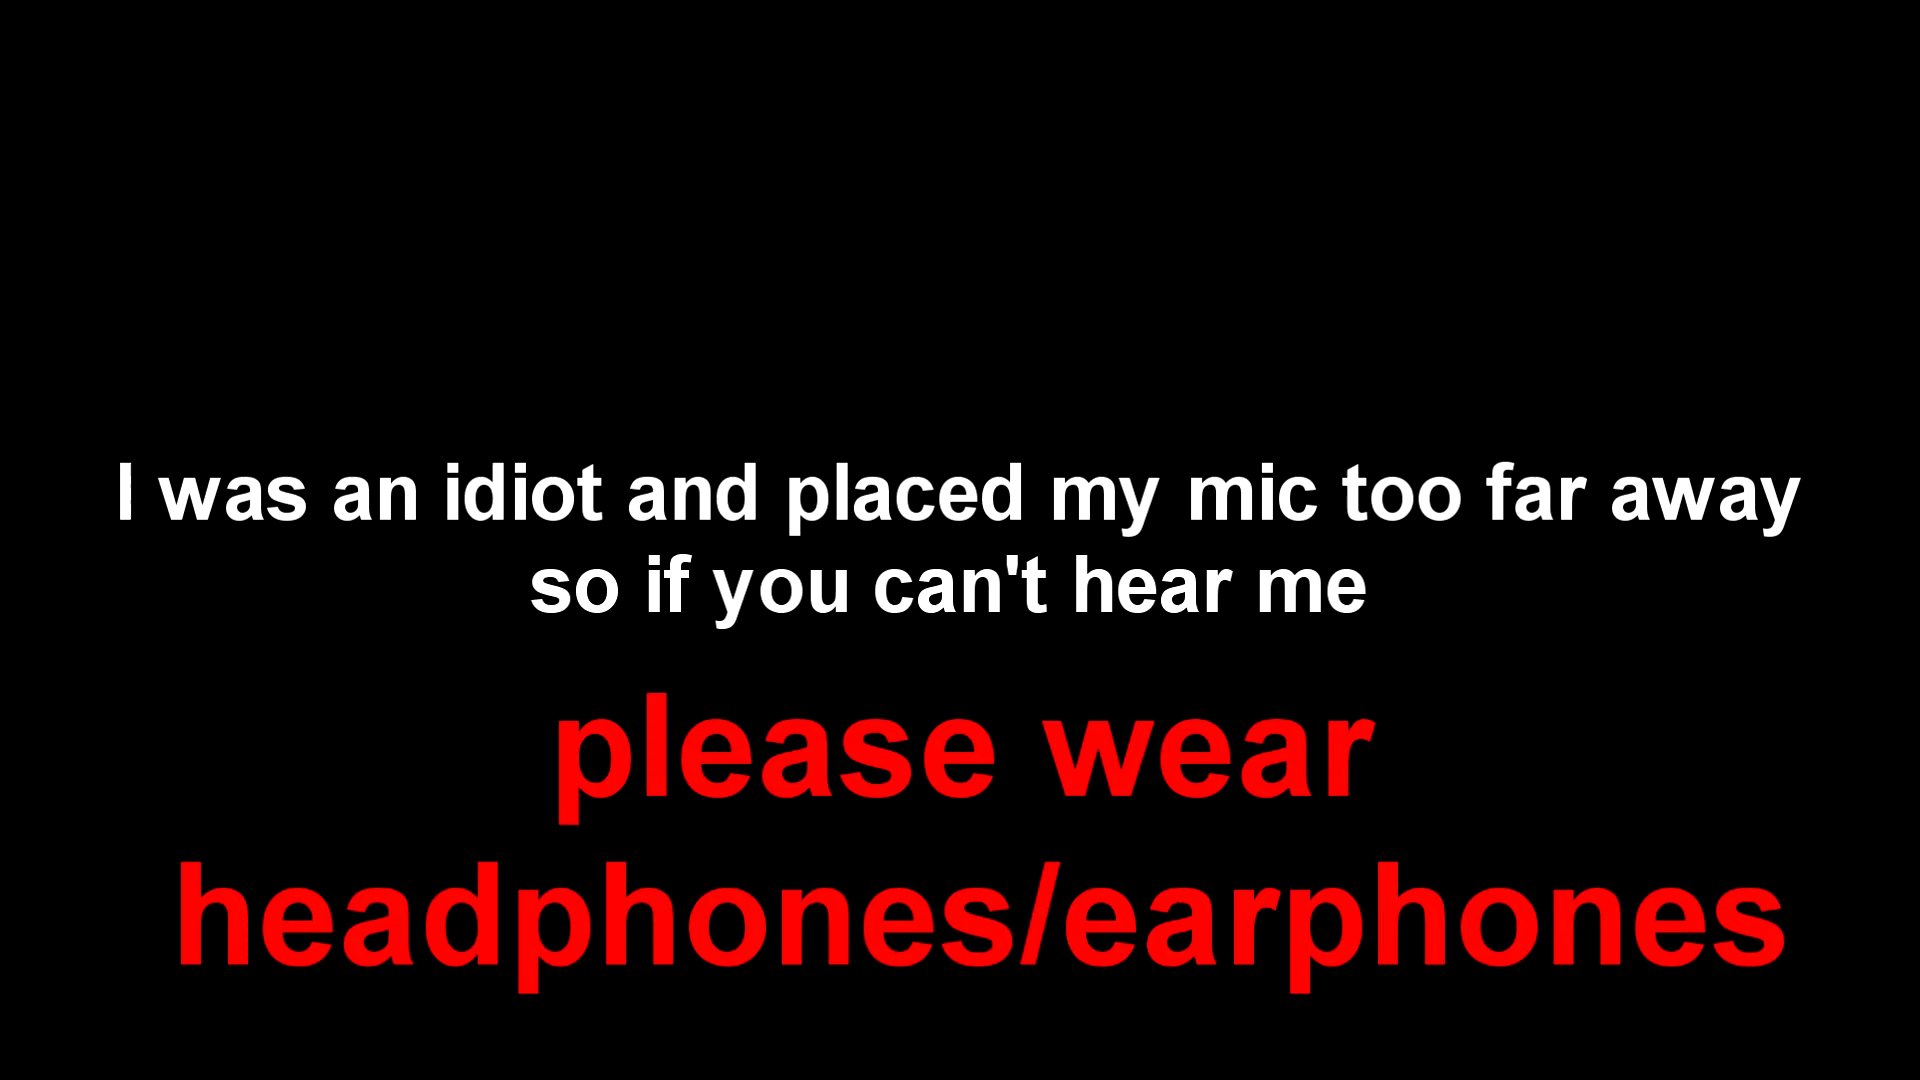 I was an idiot and placed my mic too far away
so if you can't hear me
please wear
headphones/earphones